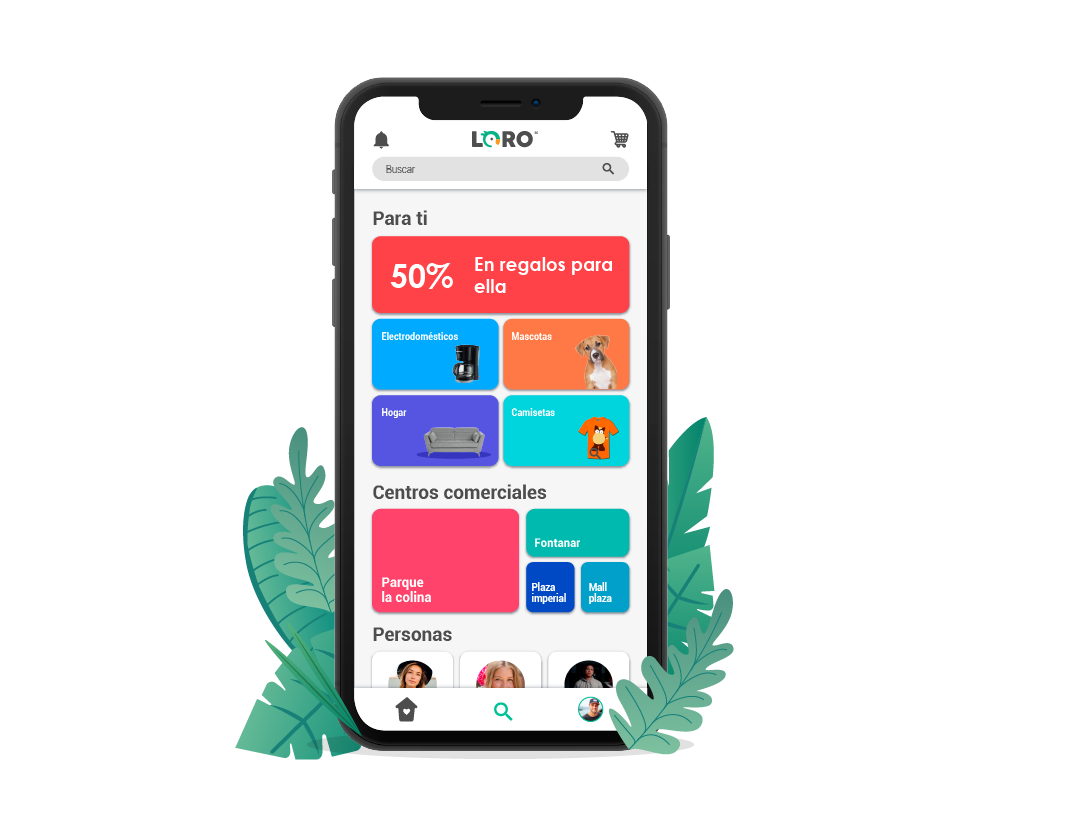 LORO
Buscar
Para ti
50%
En regalos para
ella
Electrodomésticos
Mascotas
Hogar
Camisetas
Centros comerciales
Parque
la colina
Fontanar
Plaza
imperial
Mall
plaza
Personas